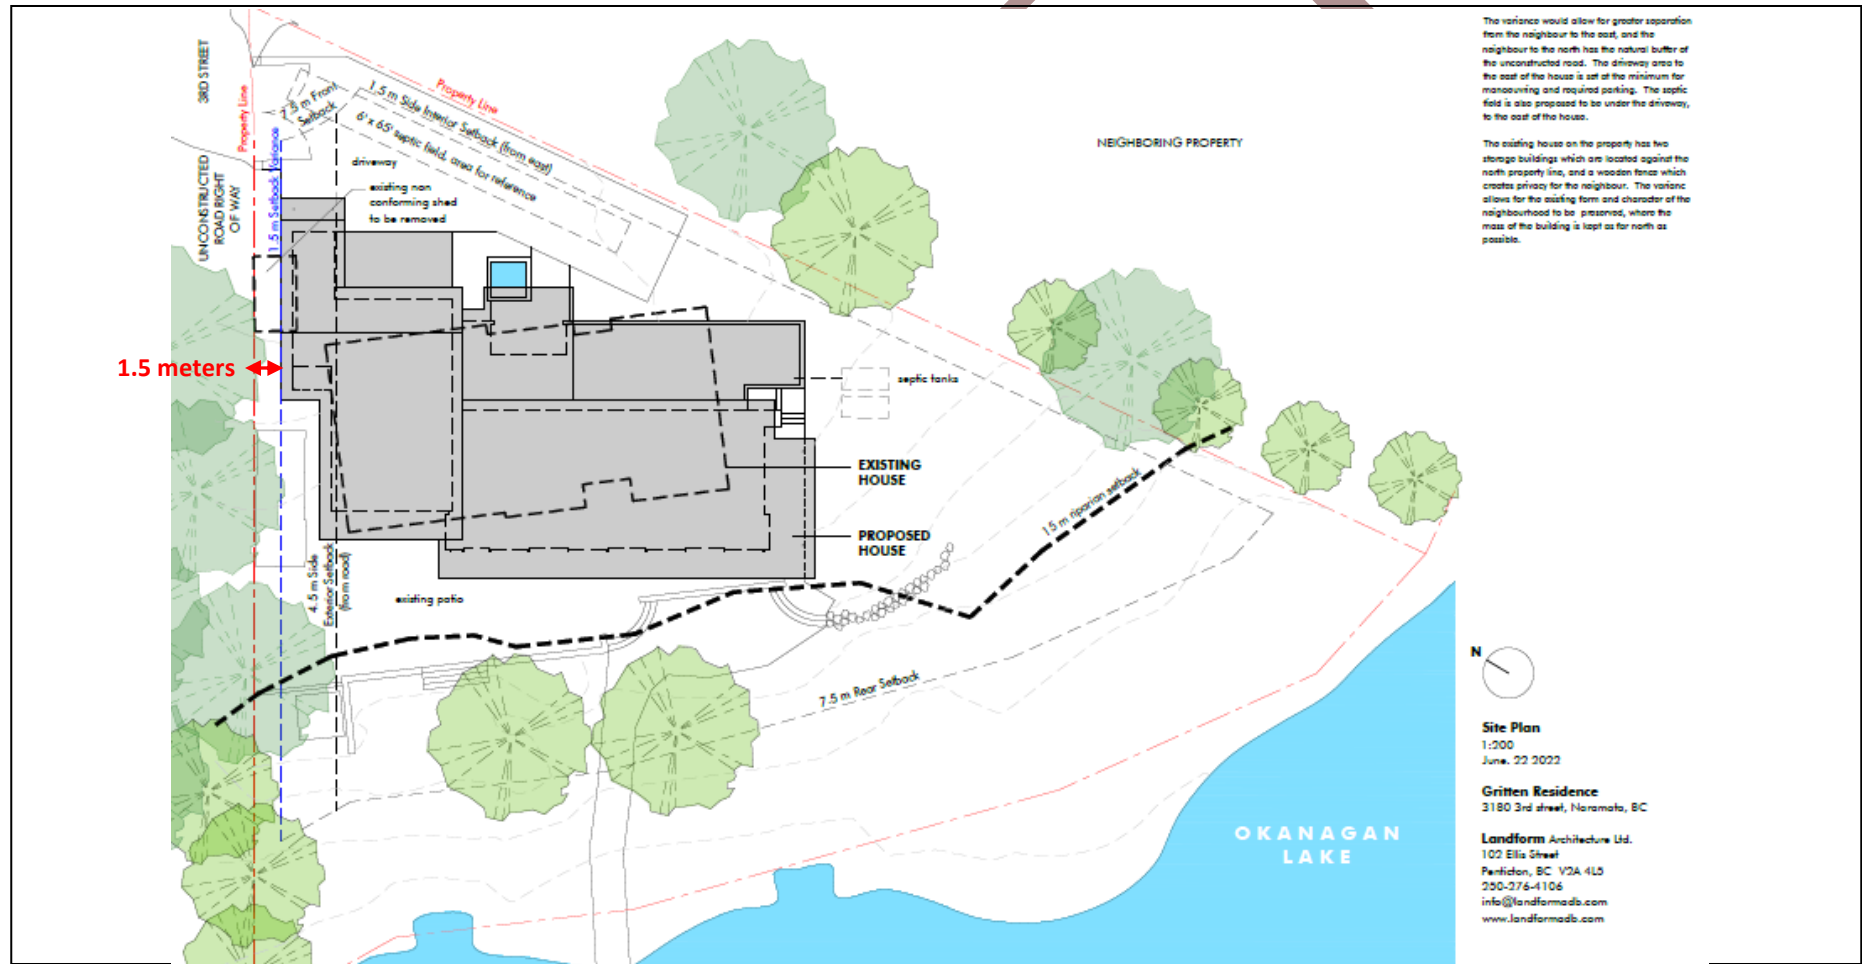 The variance would allow for greater separation
from the neighbour to the east, and the
neighbour to the north has the natural buffer of
the unconstructed road. The driveway area to
the east of the house is set at the minimum for
manoeuvring and required parking. The septic
field is also proposed to be under the driveway,
to the east of the house.
The existing house on the property has two
storage buildings which are located against the
north property line, and a wooden fence which
creates privacy for the neighbour. The varianc
allows for the existing form and character of the
neighbourhood to be preserved, where the
mass of the building is kept as far north as
possible.
3RD STREET
Property Line
7.5 m Front
Setback
1.5 m Side Interior Setback (from east)
Property Line
6' x 65' septic field, area for reference
NEIGHBORING PROPERTY
driveway
UNCONSTRUCTED
ROAD RIGHT
OF WAY
1.5 m Setback Variance
existing non
conforming shed
to be removed
1.5 meters
septic tanks
EXISTING
HOUSE
PROPOSED
HOUSE
15 m riparian setback
4.5 m Side
Exterior Setback
(from road)
existing patio
7.5 m Rear Setback
OKANAGAN
LAKE
N
Site Plan
1:200
June. 22 2022
Gritten Residence
3180 3rd street, Naramata, BC
Landform Architecture Ltd.
102 Ellis Street
Penticton, BC V2A 4L5
250-276-4106
info@landformadb.com
www.landformadb.com